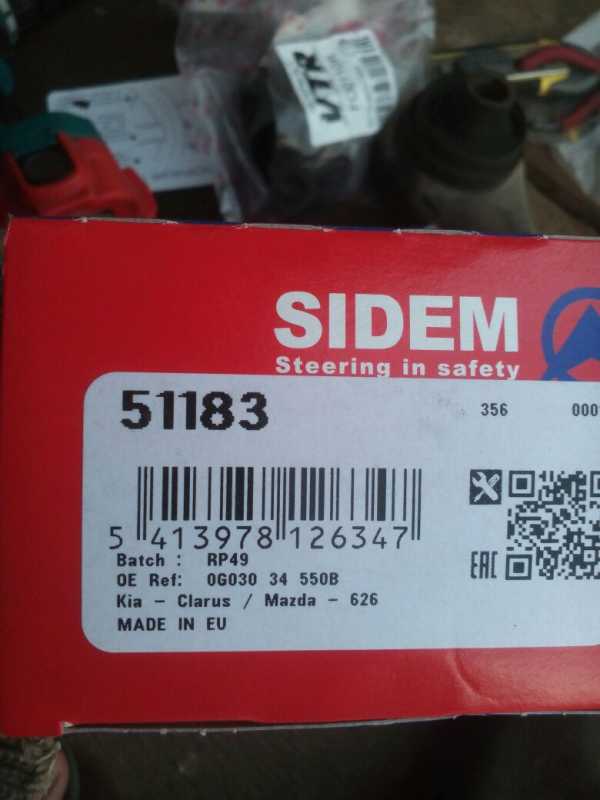 VTR
SIDEM
Steering in safety
51183
356
5 413978 126347
Batch : RP49
OE Ref: 0G030 34 550B
Kia - Clarus / Mazda - 626
MADE IN EU
EAC